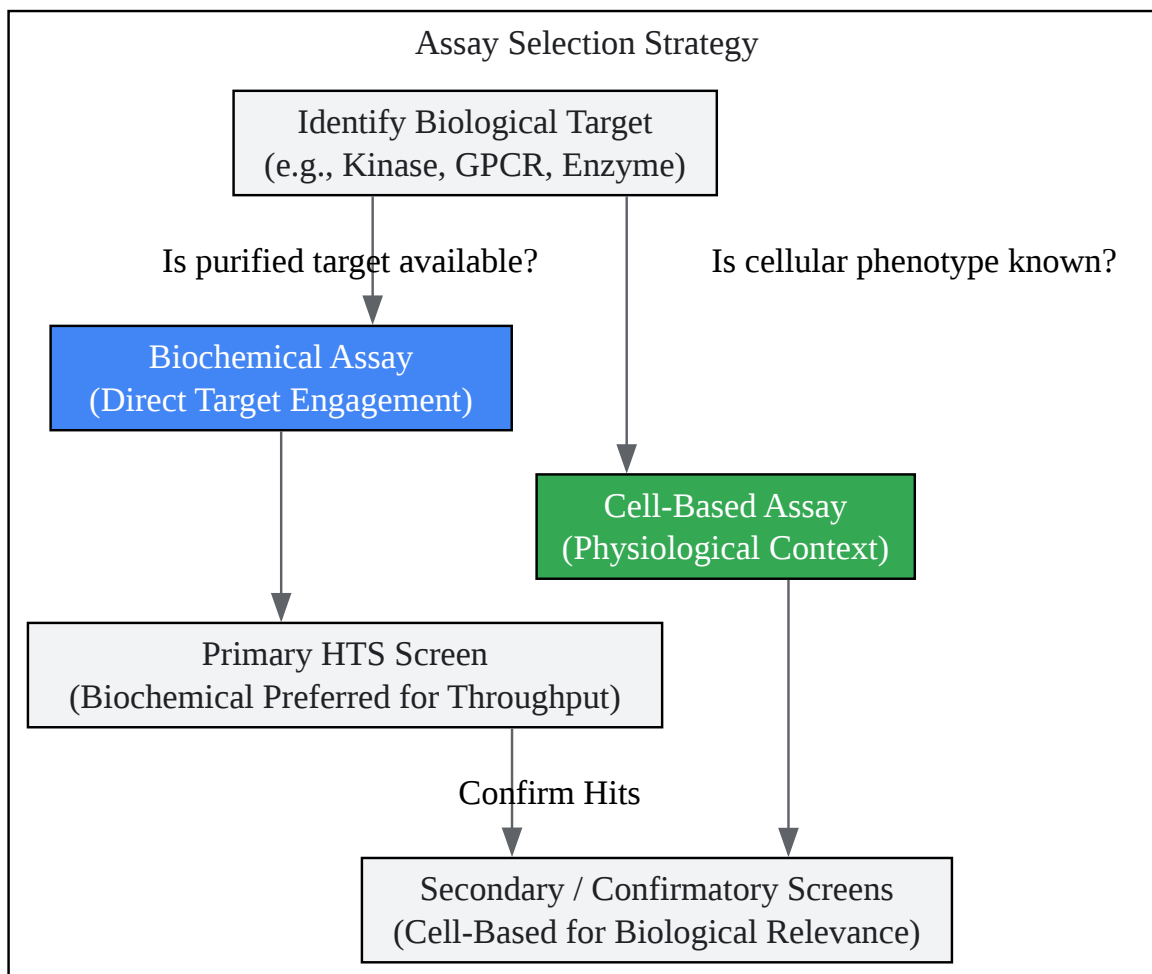 Assay Selection Strategy
Identify Biological Target
(e.g., Kinase, GPCR, Enzyme)
Is purified target available?
Is cellular phenotype known?
Biochemical Assay
(Direct Target Engagement)
Cell-Based Assay
(Physiological Context)
Primary HTS Screen
(Biochemical Preferred for Throughput)
Confirm Hits
Secondary / Confirmatory Screens
(Cell-Based for Biological Relevance)